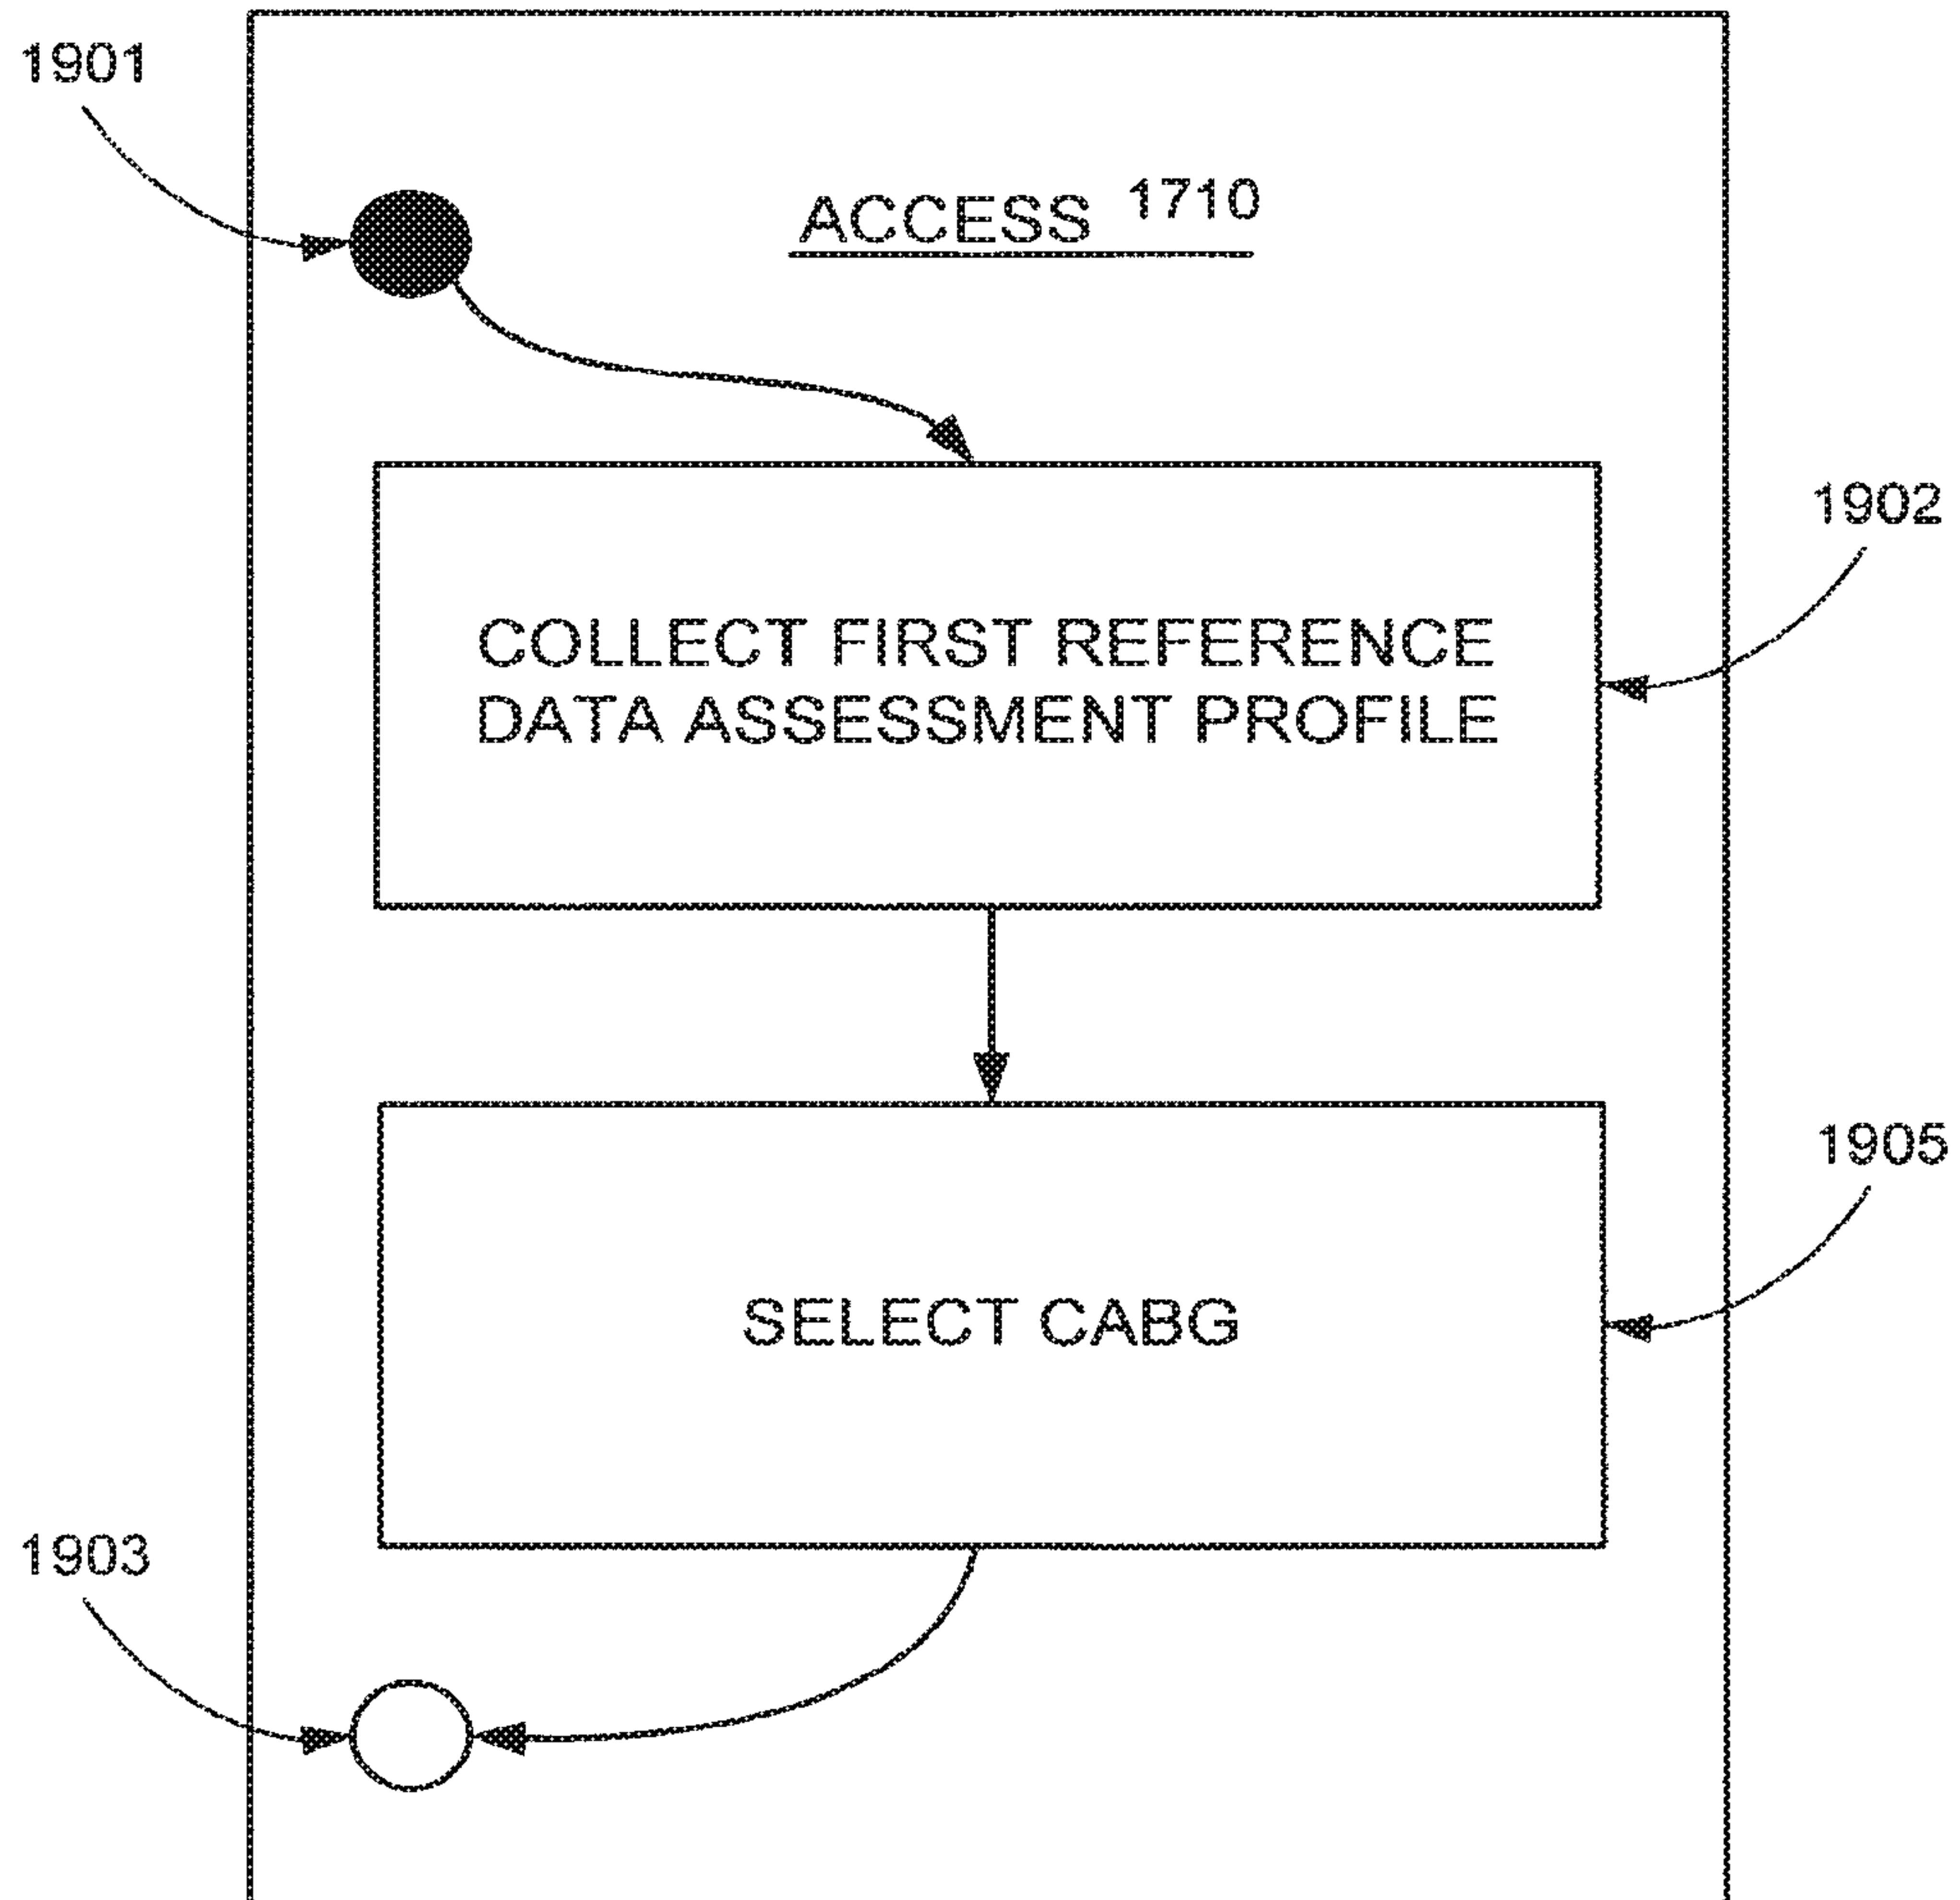 1901
ACCESS 1710
1902
COLLECT FIRST REFERENCE
DATA ASSESSMENT PROFILE
1905
SELECT CABG
1903